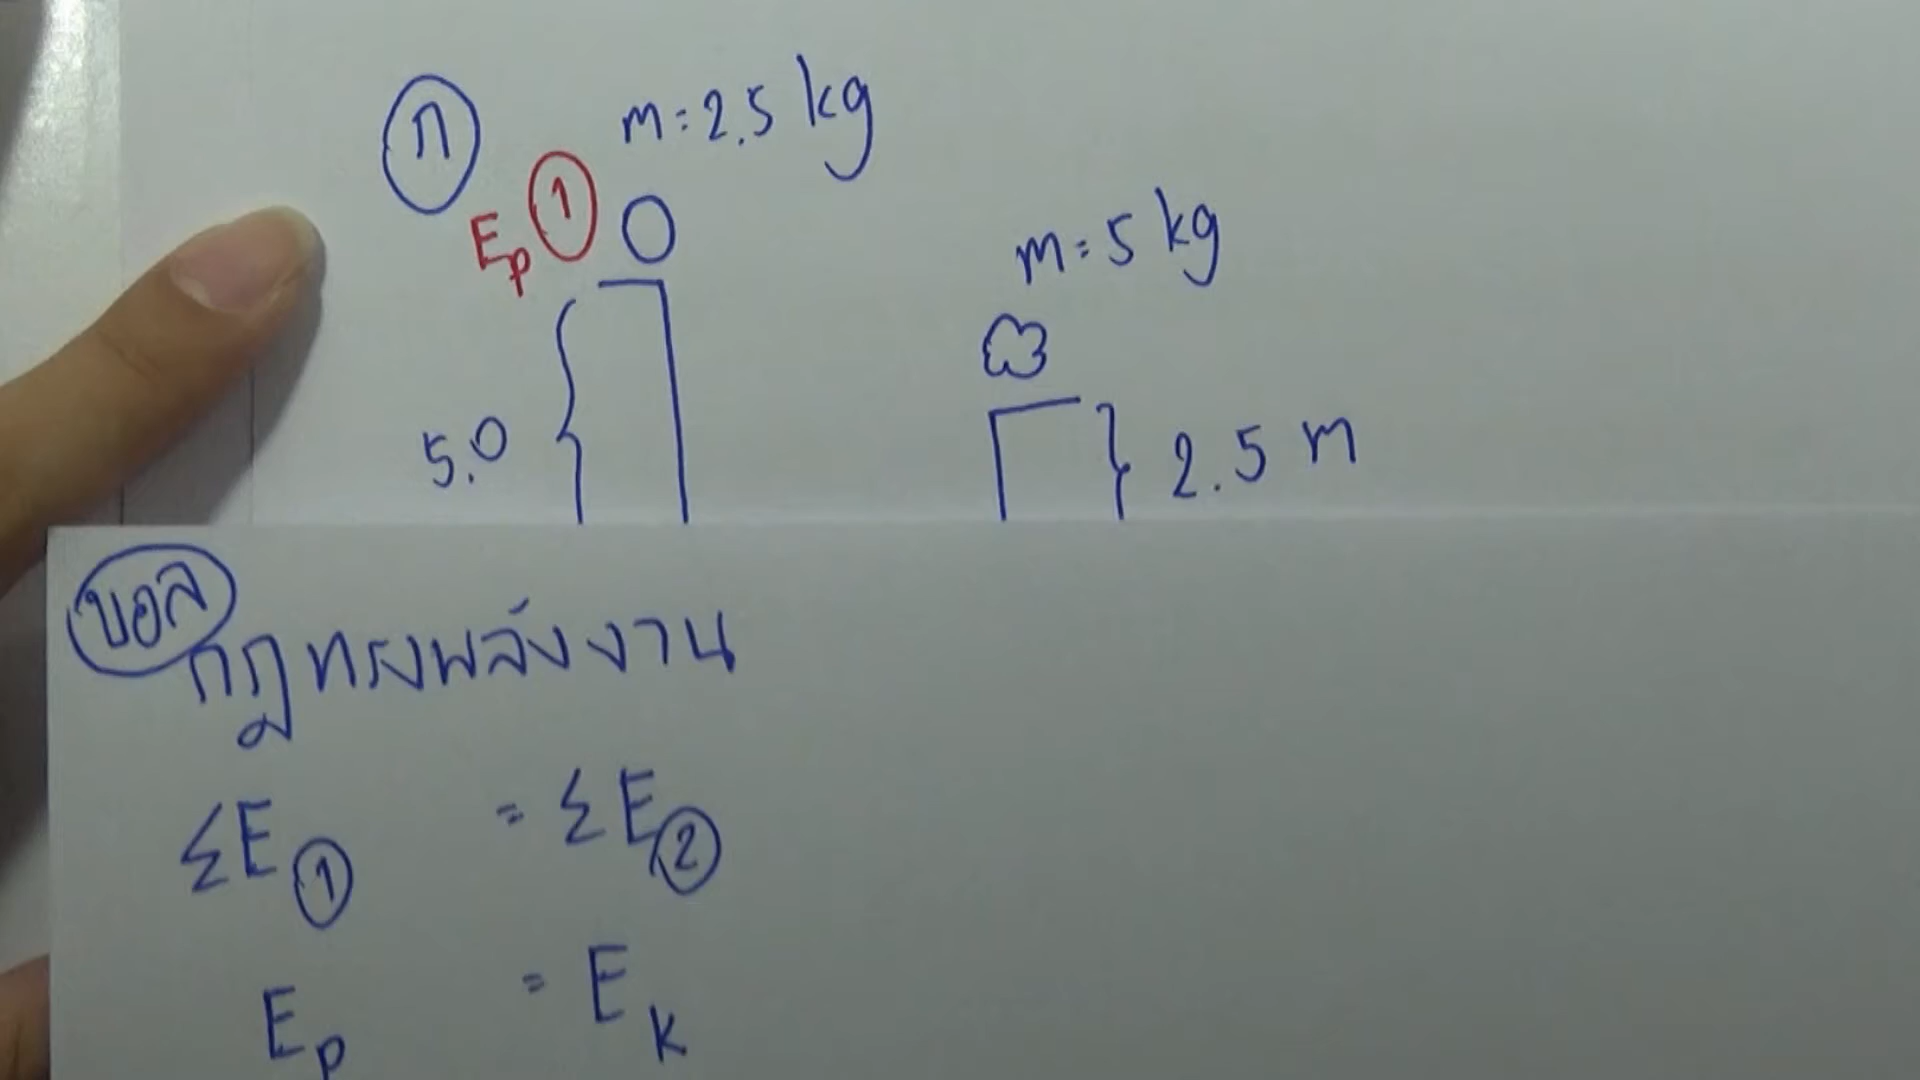 ก m = 2.5 kg
Ep 1
m = 5 kg
5.0
2.5 m
บอล
กฎทรงพลังงาน
ΣE1 = ΣE2
Ep = Ek